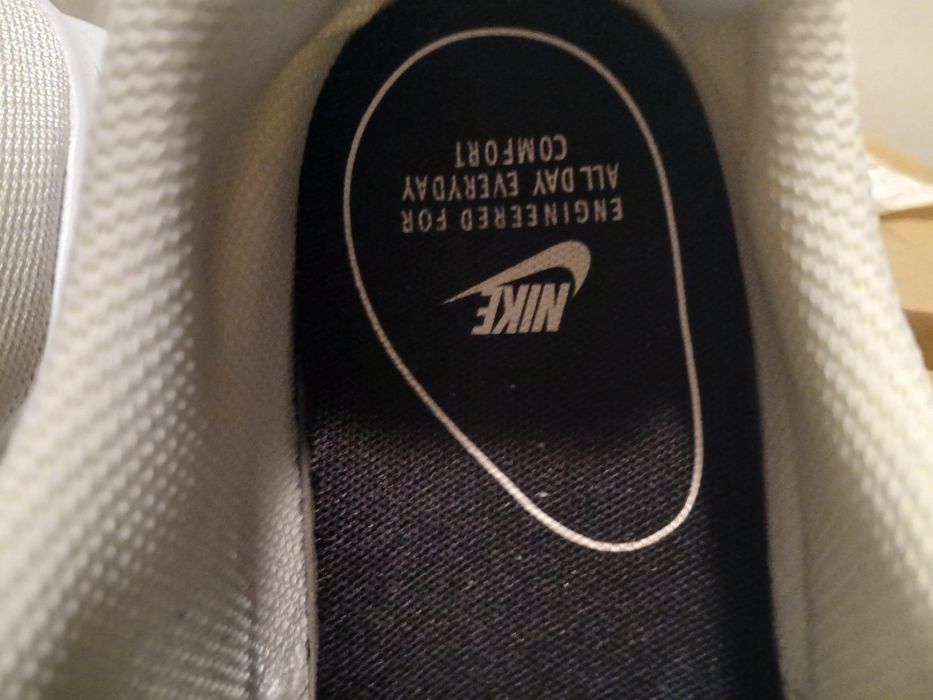 NIKE
ENGINEERED FOR
ALL DAY EVERYDAY
COMFORT